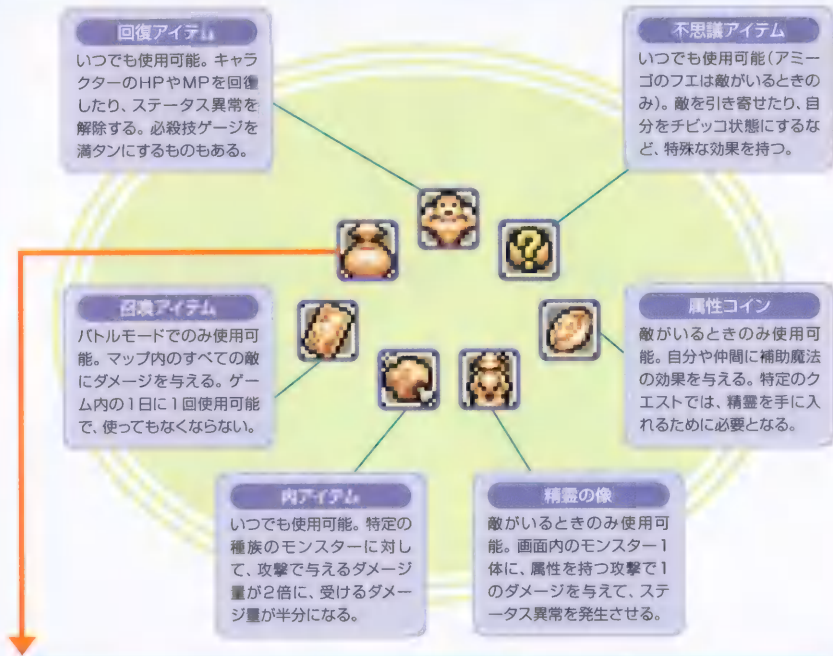 回復アイテム
いつでも使用可能。キャラ
クターのHPやMPを回復
したり、ステータス異常を
解除する。必殺技ゲージを
満タンにするものもある。
不思議アイテム
いつでも使用可能(アミー
ゴのフエは敵がいるときの
み)。敵を引き寄せたり、自
分をチビッコ状態にするな
ど、特殊な効果を持つ。
召喚アイテム
バトルモードでのみ使用可
能。マップ内のすべての敵
にダメージを与える。ゲー
ム内の1日に1回使用可能
で、使ってもなくならない。
属性コイン
敵がいるときのみ使用可
能。自分や仲間に補助魔法
の効果を与える。特定のク
エストでは、精霊を手に入
れるために必要となる。
肉アイテム
いつでも使用可能。特定の
種族のモンスターに対し
て、攻撃で与えるダメージ
量が2倍に、受けるダメー
ジ量が半分になる。
精霊の像
敵がいるときのみ使用可
能。画面内のモンスター1
体に、属性を持つ攻撃で1
のダメージを与えて、ステ
ータス異常を発生させる。
?